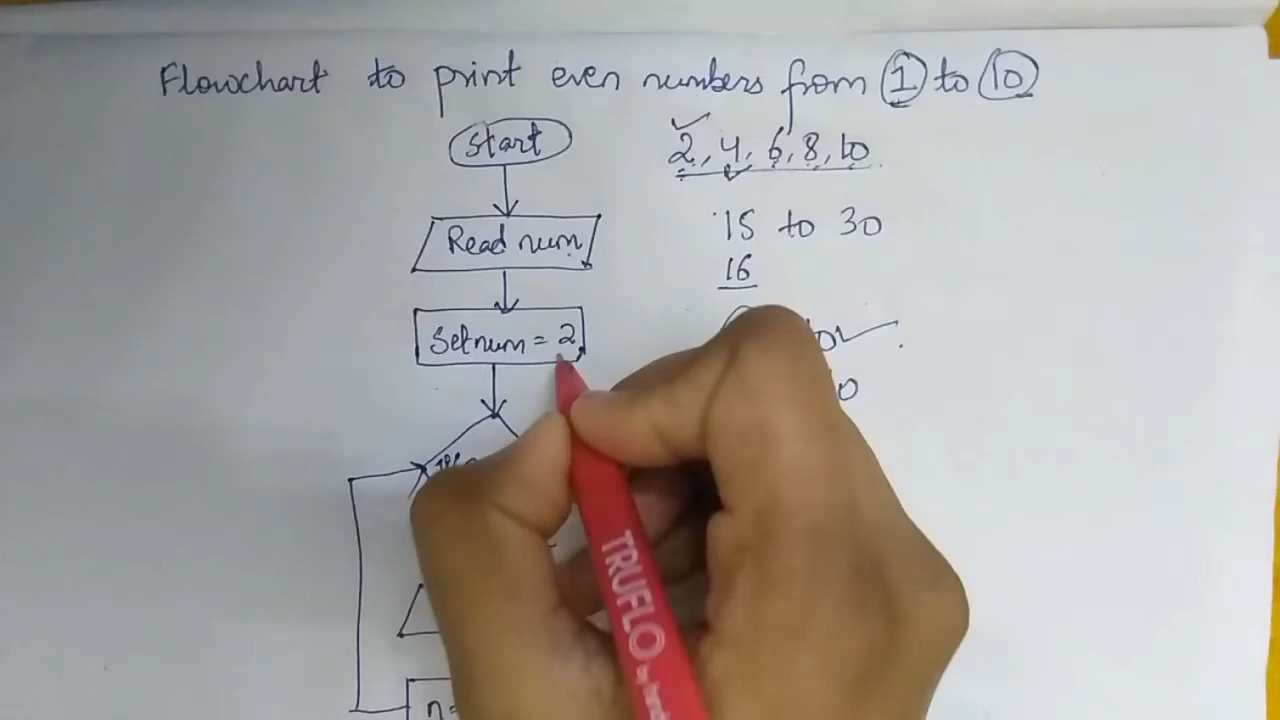 Flowchart to print even numbers from 1 to 10
Start
2, 4, 6, 8, 10
Read num
15 to 30
16
Set num = 2
n=
TRUFLO